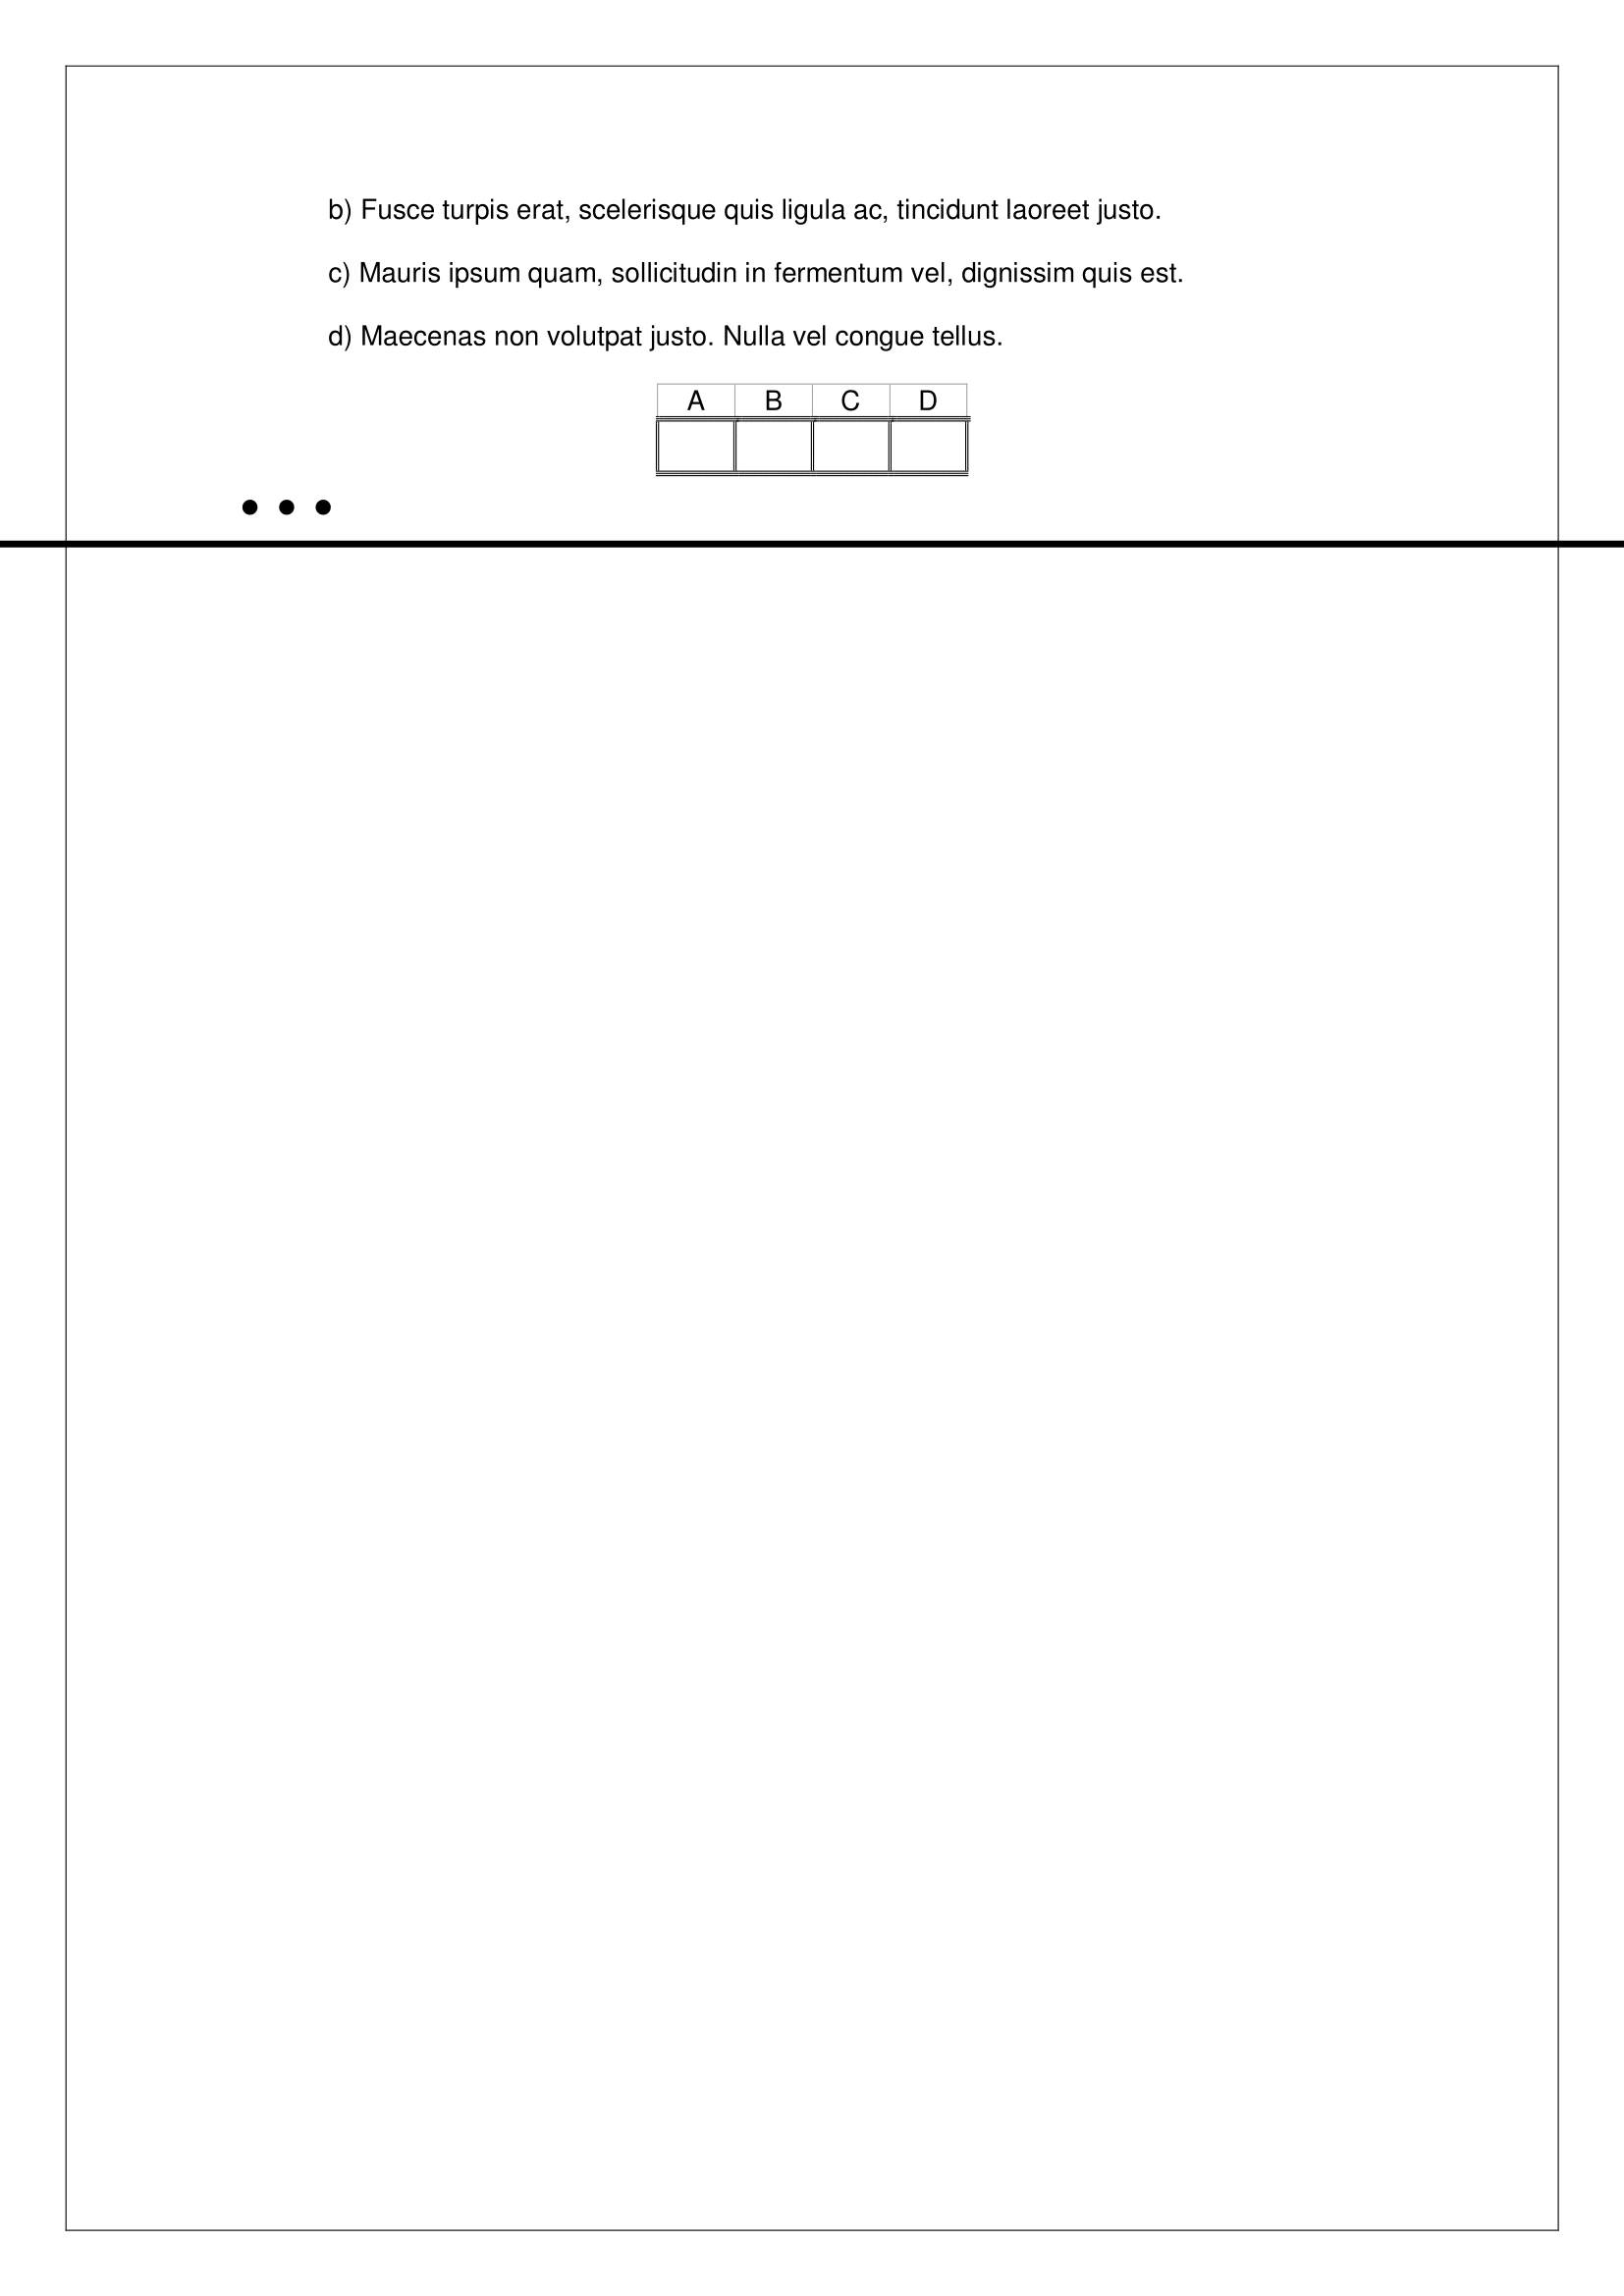 b) Fusce turpis erat, scelerisque quis ligula ac, tincidunt laoreet justo.
c) Mauris ipsum quam, sollicitudin in fermentum vel, dignissim quis est.
d) Maecenas non volutpat justo. Nulla vel congue tellus.
A B C D
• • •